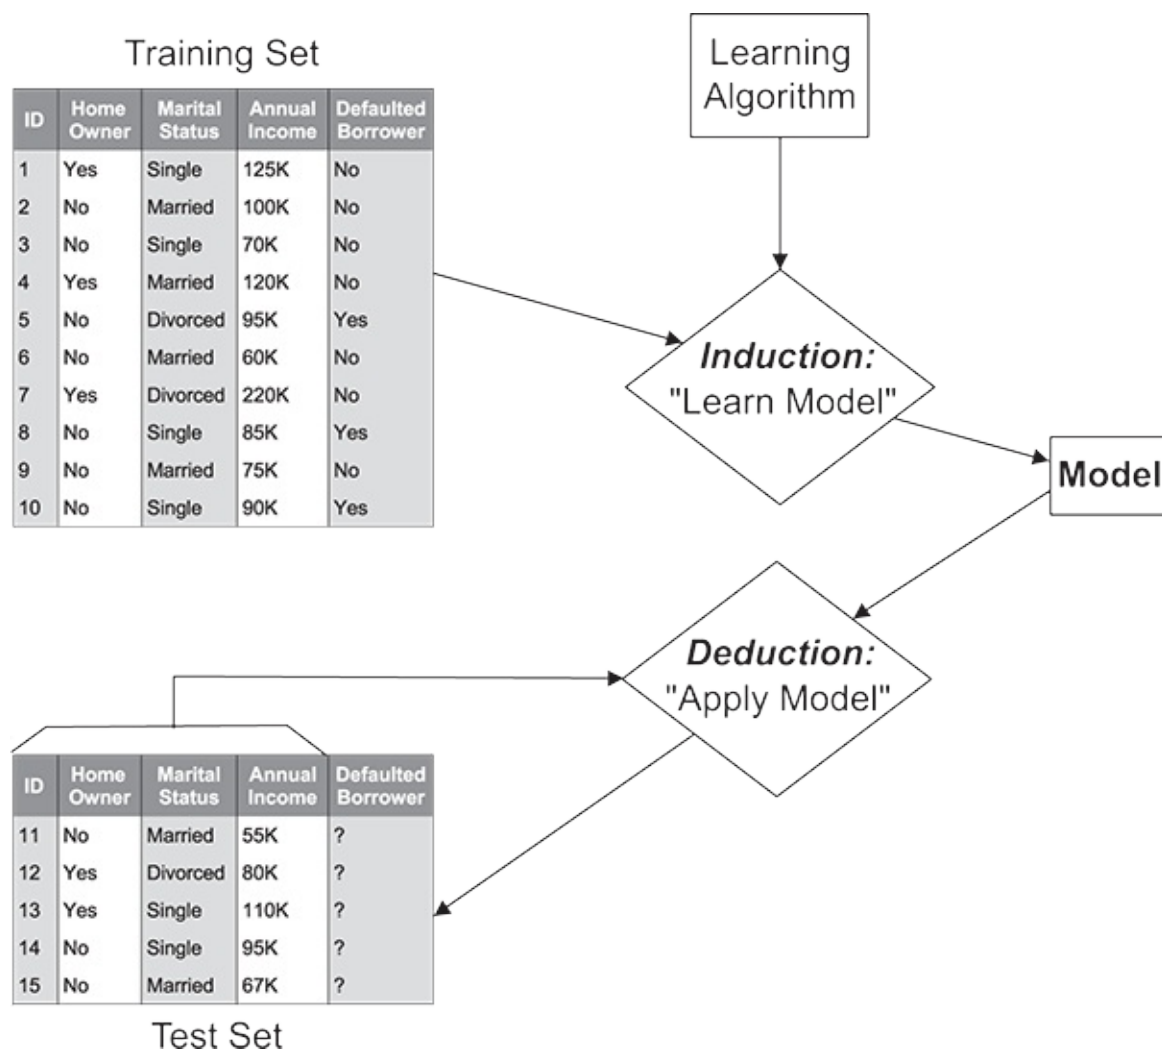 Training Set
ID Home Owner Marital Status Annual Income Defaulted Borrower
1 Yes Single 125K No
2 No Married 100K No
3 No Single 70K No
4 Yes Married 120K No
5 No Divorced 95K Yes
6 No Married 60K No
7 Yes Divorced 220K No
8 No Single 85K Yes
9 No Married 75K No
10 No Single 90K Yes
Learning
Algorithm
Induction:
"Learn Model"
Model
Deduction:
"Apply Model"
ID Home Owner Marital Status Annual Income Defaulted Borrower
11 No Married 55K ?
12 Yes Divorced 80K ?
13 Yes Single 110K ?
14 No Single 95K ?
15 No Married 67K ?
Test Set